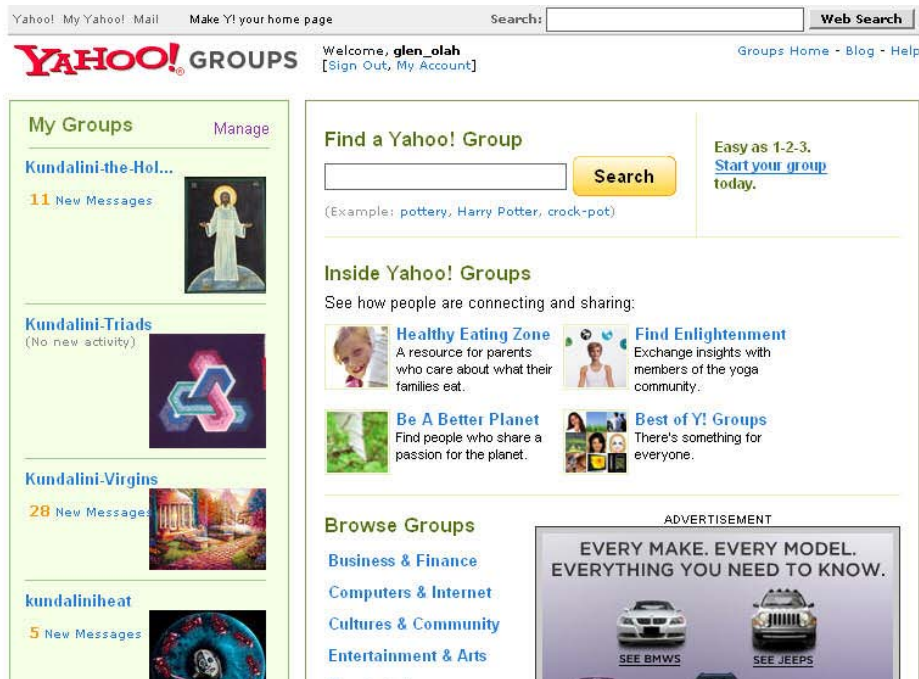 Yahoo! My Yahoo! Mail Make Y! your home page Search: Web Search
YAHOO! GROUPS
Welcome, glen_olah
[Sign Out, My Account]
Groups Home - Blog - Help
My Groups Manage
Kundalini-the-Hol...
11 New Messages
Kundalini-Triads
(No new activity)
Kundalini-Virgins
28 New Messages
kundaliniheat
5 New Messages
Find a Yahoo! Group
Search
(Example: pottery, Harry Potter, crock-pot)
Easy as 1-2-3.
Start your group
today.
Inside Yahoo! Groups
See how people are connecting and sharing:
Healthy Eating Zone
A resource for parents
who care about what their
families eat.
Find Enlightenment
Exchange insights with
members of the yoga
community.
Be A Better Planet
Find people who share a
passion for the planet.
Best of Y! Groups
There's something for
everyone.
Browse Groups
Business & Finance
Computers & Internet
Cultures & Community
Entertainment & Arts
ADVERTISEMENT
EVERY MAKE. EVERY MODEL.
EVERYTHING YOU NEED TO KNOW.
SEE BMWS
SEE JEEPS